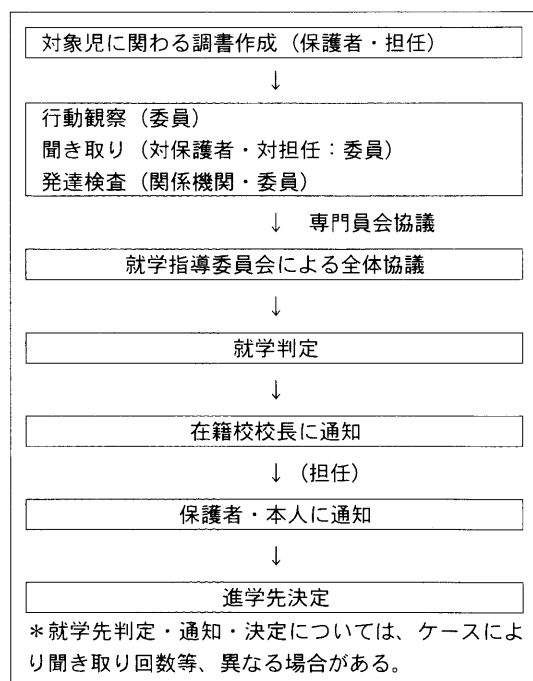 対象児に関わる調書作成（保護者・担任）
↓
行動観察（委員）
聞き取り（対保護者・対担任：委員）
発達検査（関係機関・委員）
↓ 専門員会協議
就学指導委員会による全体協議
↓
就学判定
↓
在籍校校長に通知
↓（担任）
保護者・本人に通知
↓
進学先決定
＊就学先判定・通知・決定については、ケースによ
り聞き取り回数等、異なる場合がある。